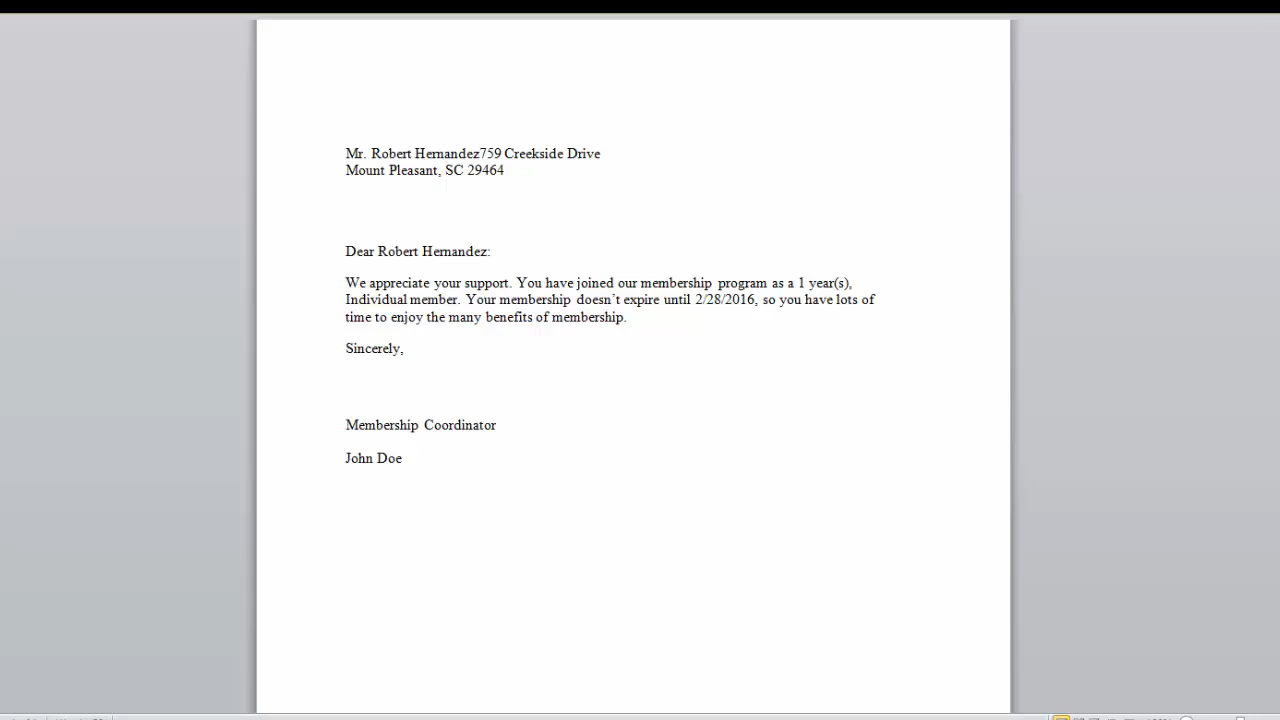 Mr. Robert Hernandez759 Creekside Drive
Mount Pleasant, SC 29464
Dear Robert Hernandez:
We appreciate your support. You have joined our membership program as a 1 year(s),
Individual member. Your membership doesn’t expire until 2/28/2016, so you have lots of
time to enjoy the many benefits of membership.
Sincerely,
Membership Coordinator
John Doe